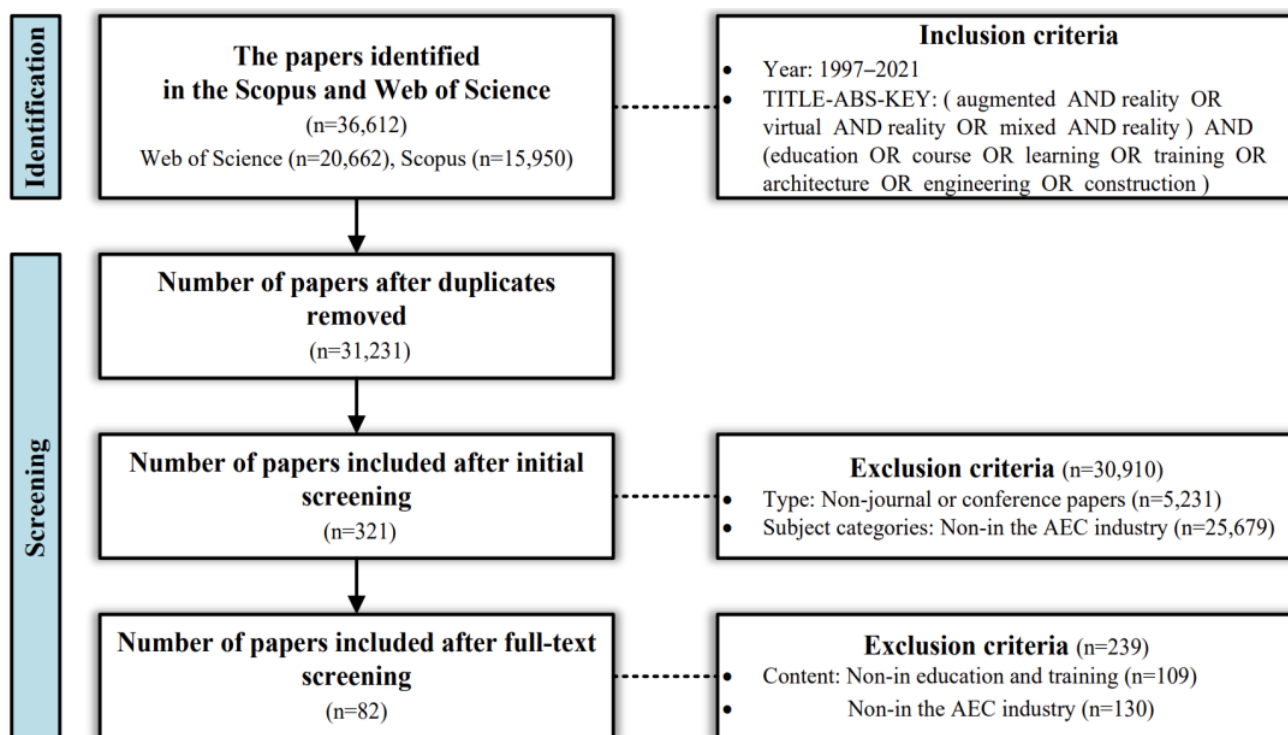 Identification
The papers identified
in the Scopus and Web of Science
(n=36,612)
Web of Science (n=20,662), Scopus (n=15,950)
Inclusion criteria
• Year: 1997–2021
• TITLE-ABS-KEY: ( augmented AND reality OR
virtual AND reality OR mixed AND reality ) AND
(education OR course OR learning OR training OR
architecture OR engineering OR construction )
Screening
Number of papers after duplicates
removed
(n=31,231)
Number of papers included after initial
screening
(n=321)
Exclusion criteria (n=30,910)
• Type: Non-journal or conference papers (n=5,231)
• Subject categories: Non-in the AEC industry (n=25,679)
Number of papers included after full-text
screening
(n=82)
Exclusion criteria (n=239)
• Content: Non-in education and training (n=109)
• Non-in the AEC industry (n=130)